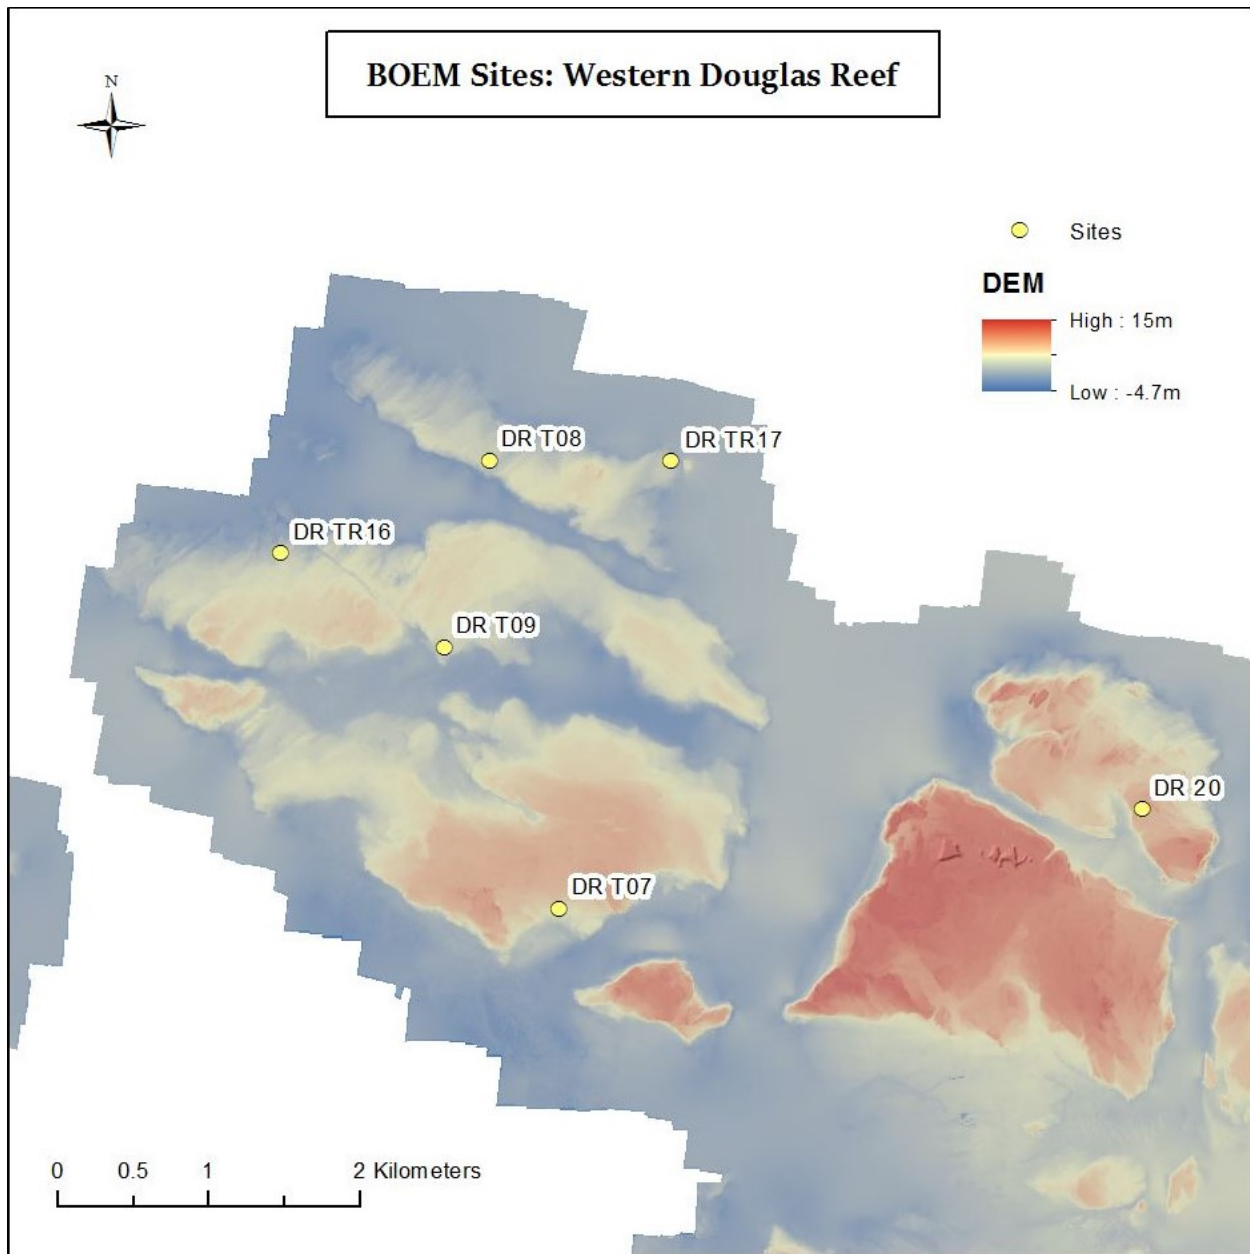 BOEM Sites: Western Douglas Reef
N
Sites
DEM
High : 15m
Low : -4.7m
DR T08
DR TR17
DR TR16
DR T09
DR 20
DR T07
0 0.5 1 2 Kilometers